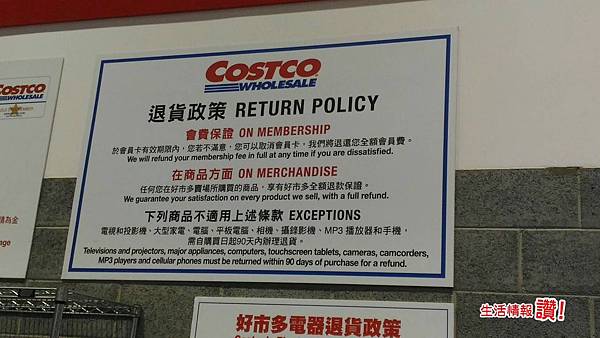 COSTCO
WHOLESALE
退貨政策 RETURN POLICY
會費保證 ON MEMBERSHIP
於會員卡有效期限內，您若不滿意，您可以取消會員卡，我們將退還您全額會員費。
We will refund your membership fee in full at any time if you are dissatisfied.
在商品方面 ON MERCHANDISE
任何您在好市多賣場所購買的商品，享有好市多全額退款保證。
We guarantee your satisfaction on every product we sell, with a full refund.
下列商品不適用上述條款 EXCEPTIONS
電視和投影機、大型家電、電腦、平板電腦、相機、攝錄影機、MP3 播放器和手機，
需自購買日起90天內辦理退貨。
Televisions and projectors, major appliances, computers, touchscreen tablets, cameras, camcorders,
MP3 players and cellular phones must be returned within 90 days of purchase for a refund.
COSTCO
WHOLESALE
請為金
age
好市多電器退貨政策
生活情報 讚!